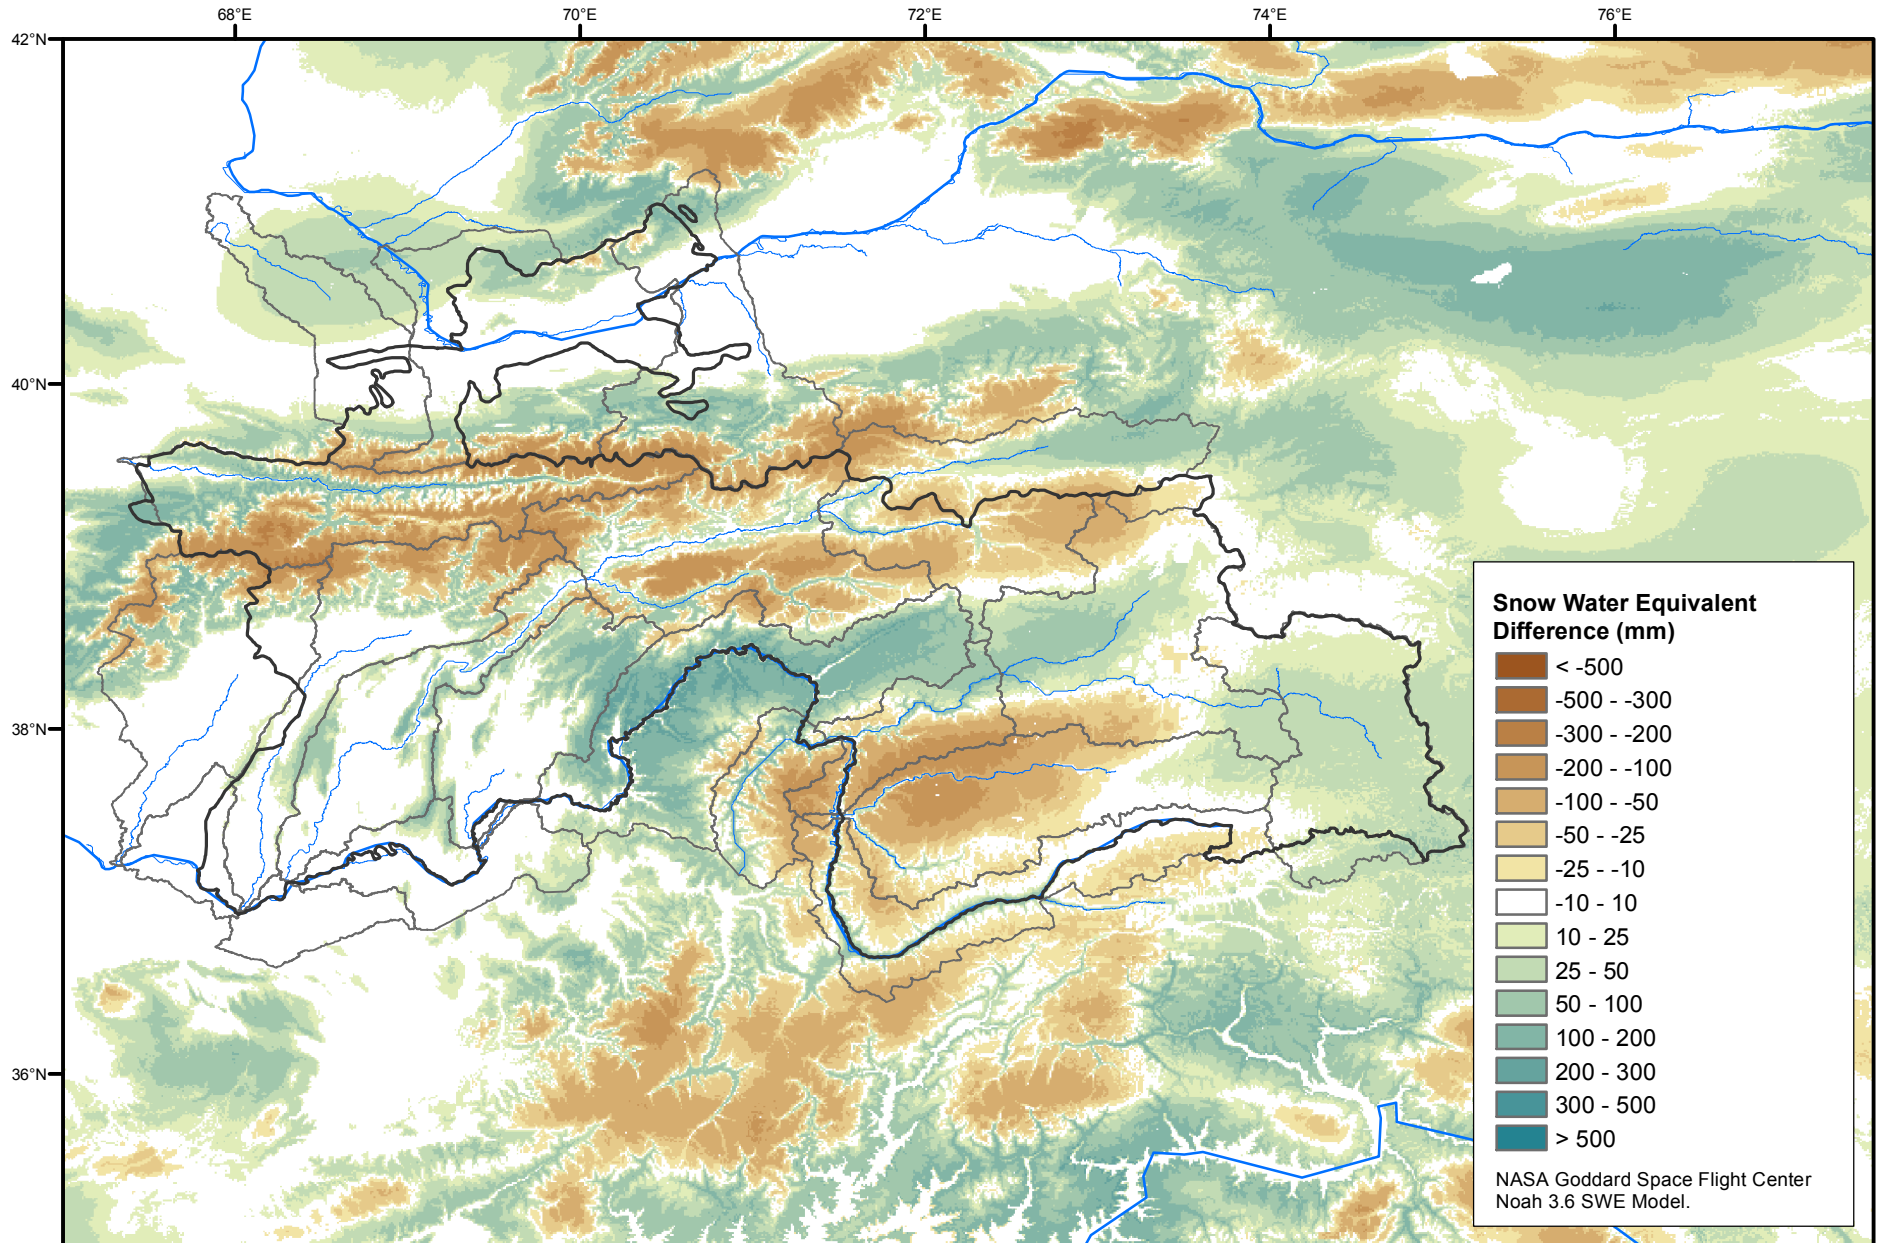 68°E 70°E 72°E 74°E 76°E
42°N
40°N
38°N
36°N
Snow Water Equivalent
Difference (mm)
< -500
-500 - -300
-300 - -200
-200 - -100
-100 - -50
-50 - -25
-25 - -10
-10 - 10
10 - 25
25 - 50
50 - 100
100 - 200
200 - 300
300 - 500
> 500
NASA Goddard Space Flight Center
Noah 3.6 SWE Model.